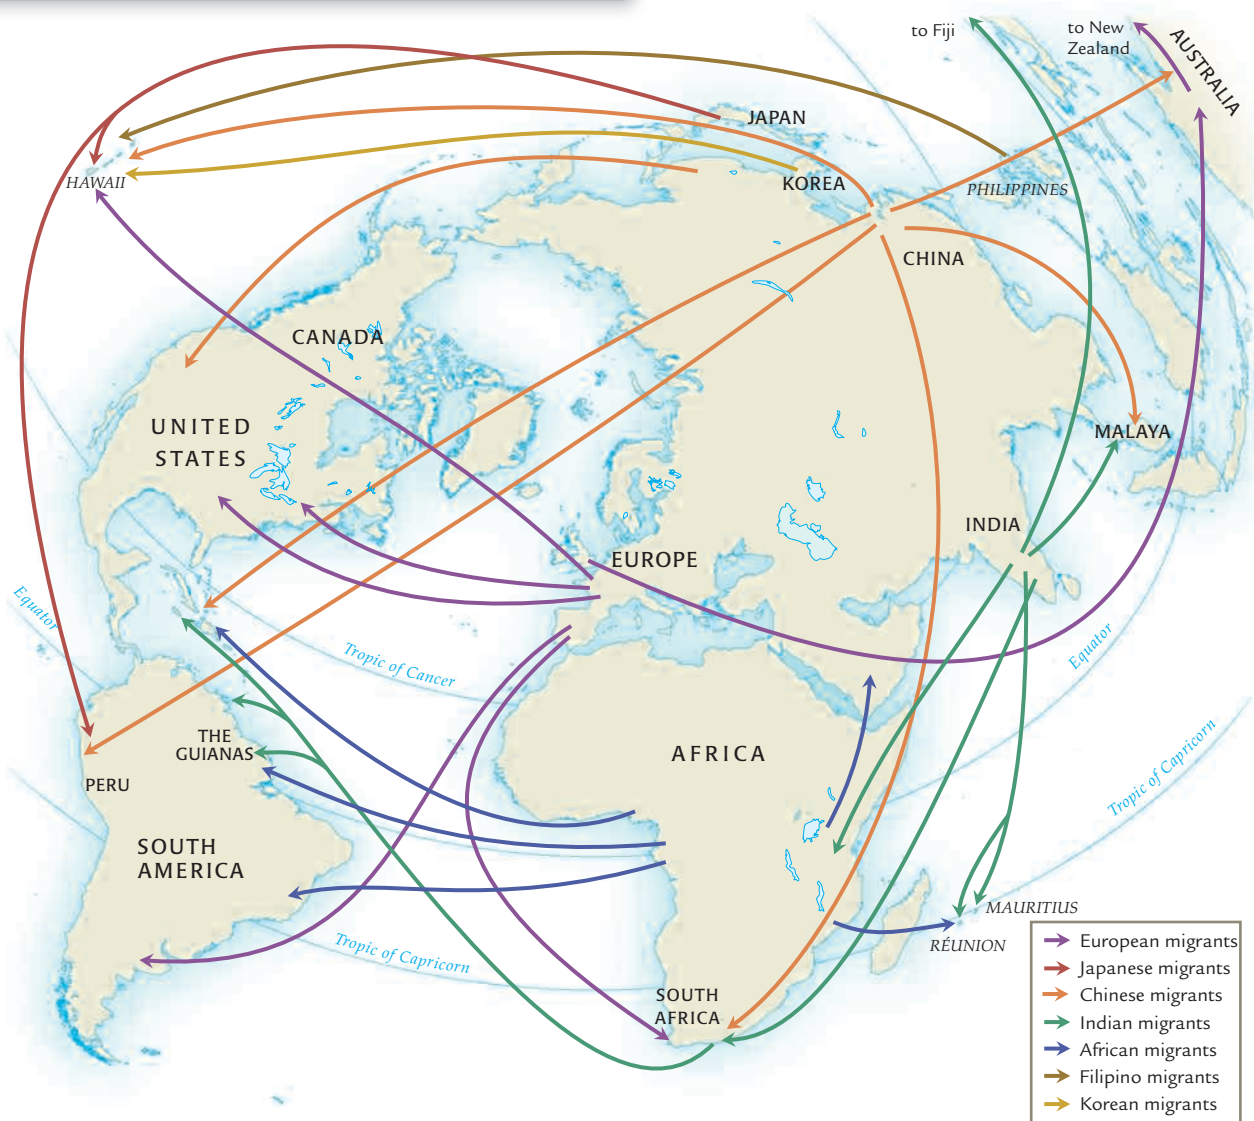 to Fiji
to New
Zealand
AUSTRALIA
JAPAN
HAWAII
KOREA
PHILIPPINES
CHINA
CANADA
UNITED
STATES
MALAYA
INDIA
EUROPE
Equator
Tropic of Cancer
Equator
THE
GUIANAS
AFRICA
PERU
Tropic of Capricorn
SOUTH
AMERICA
MAURITIUS
RÉUNION
Tropic of Capricorn
SOUTH
AFRICA
European migrants
Japanese migrants
Chinese migrants
Indian migrants
African migrants
Filipino migrants
Korean migrants